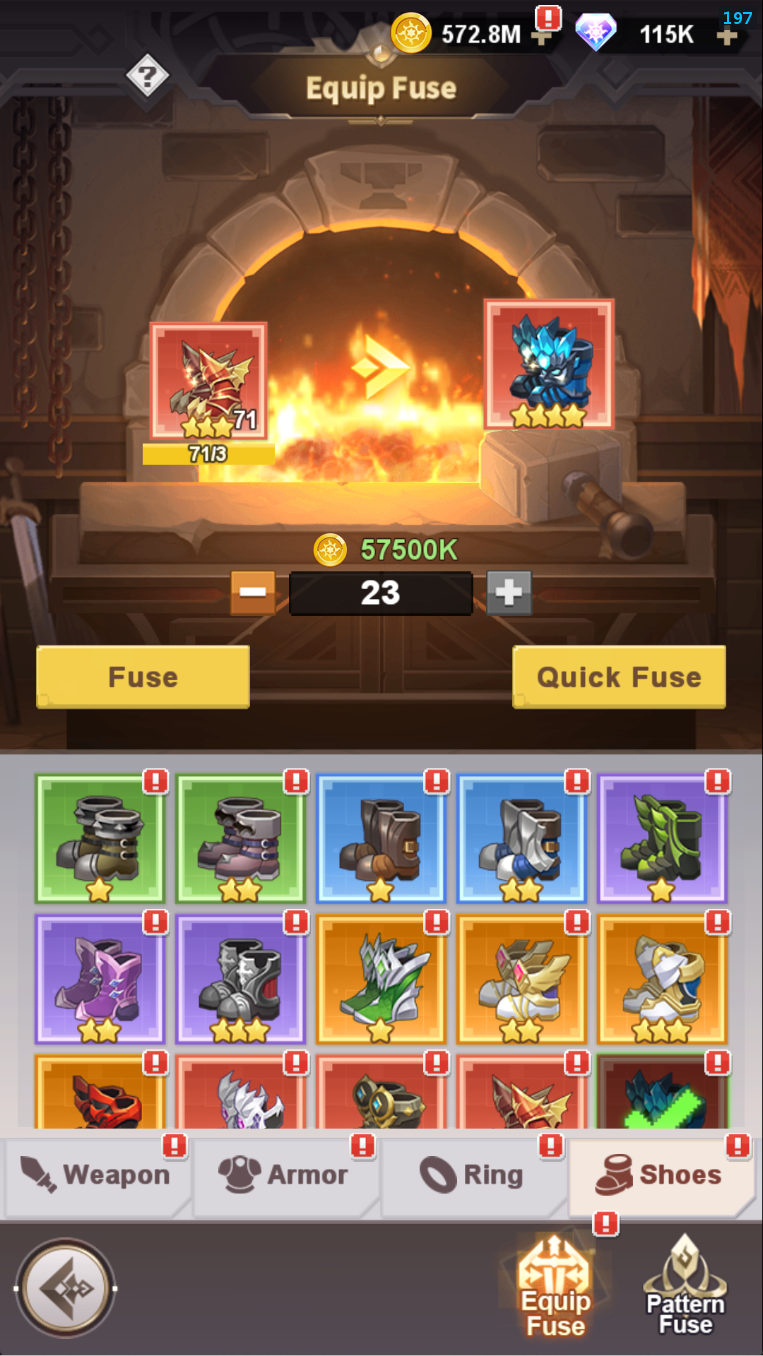 197
572.8M
115K
?
Equip Fuse
71
71/3
57500K
23
Fuse
Quick Fuse
Weapon
Armor
Ring
Shoes
Equip
Fuse
Pattern
Fuse